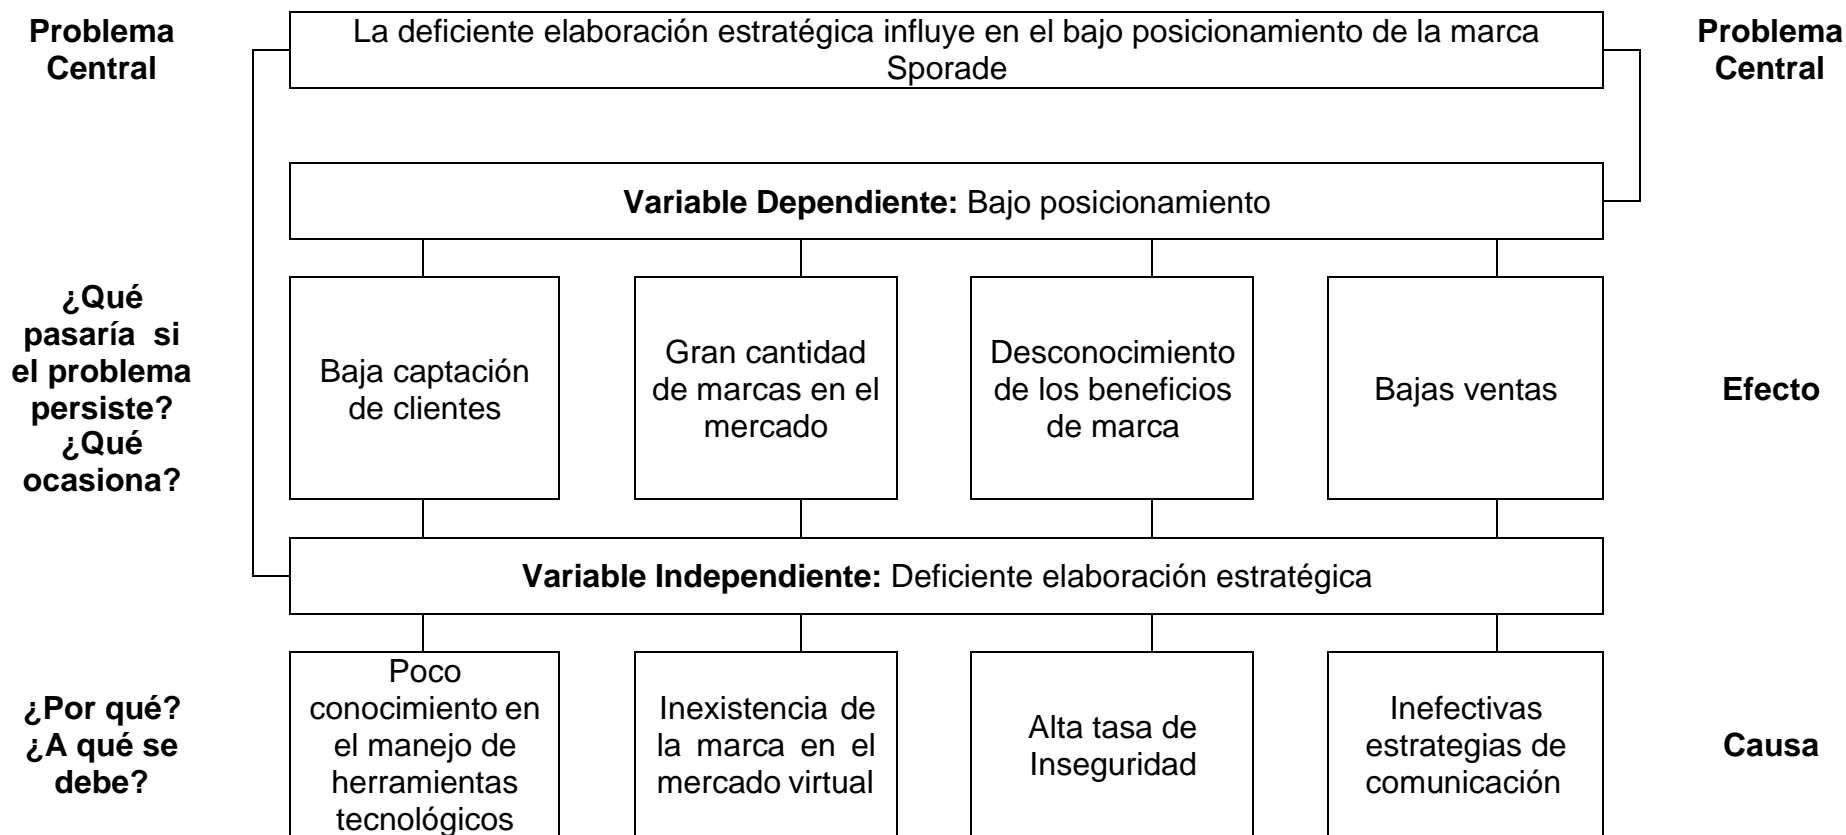 Problema
Central
La deficiente elaboración estratégica influye en el bajo posicionamiento de la marca
Sporade
Problema
Central
Variable Dependiente: Bajo posicionamiento
¿Qué
pasaría si
el problema
persiste?
¿Qué
ocasiona?
Baja captación
de clientes
Gran cantidad
de marcas en el
mercado
Desconocimiento
de los beneficios
de marca
Bajas ventas
Efecto
Variable Independiente: Deficiente elaboración estratégica
¿Por qué?
¿A qué se
debe?
Poco
conocimiento en
el manejo de
herramientas
tecnológicos
Inexistencia de
la marca en el
mercado virtual
Alta tasa de
Inseguridad
Inefectivas
estrategias de
comunicación
Causa